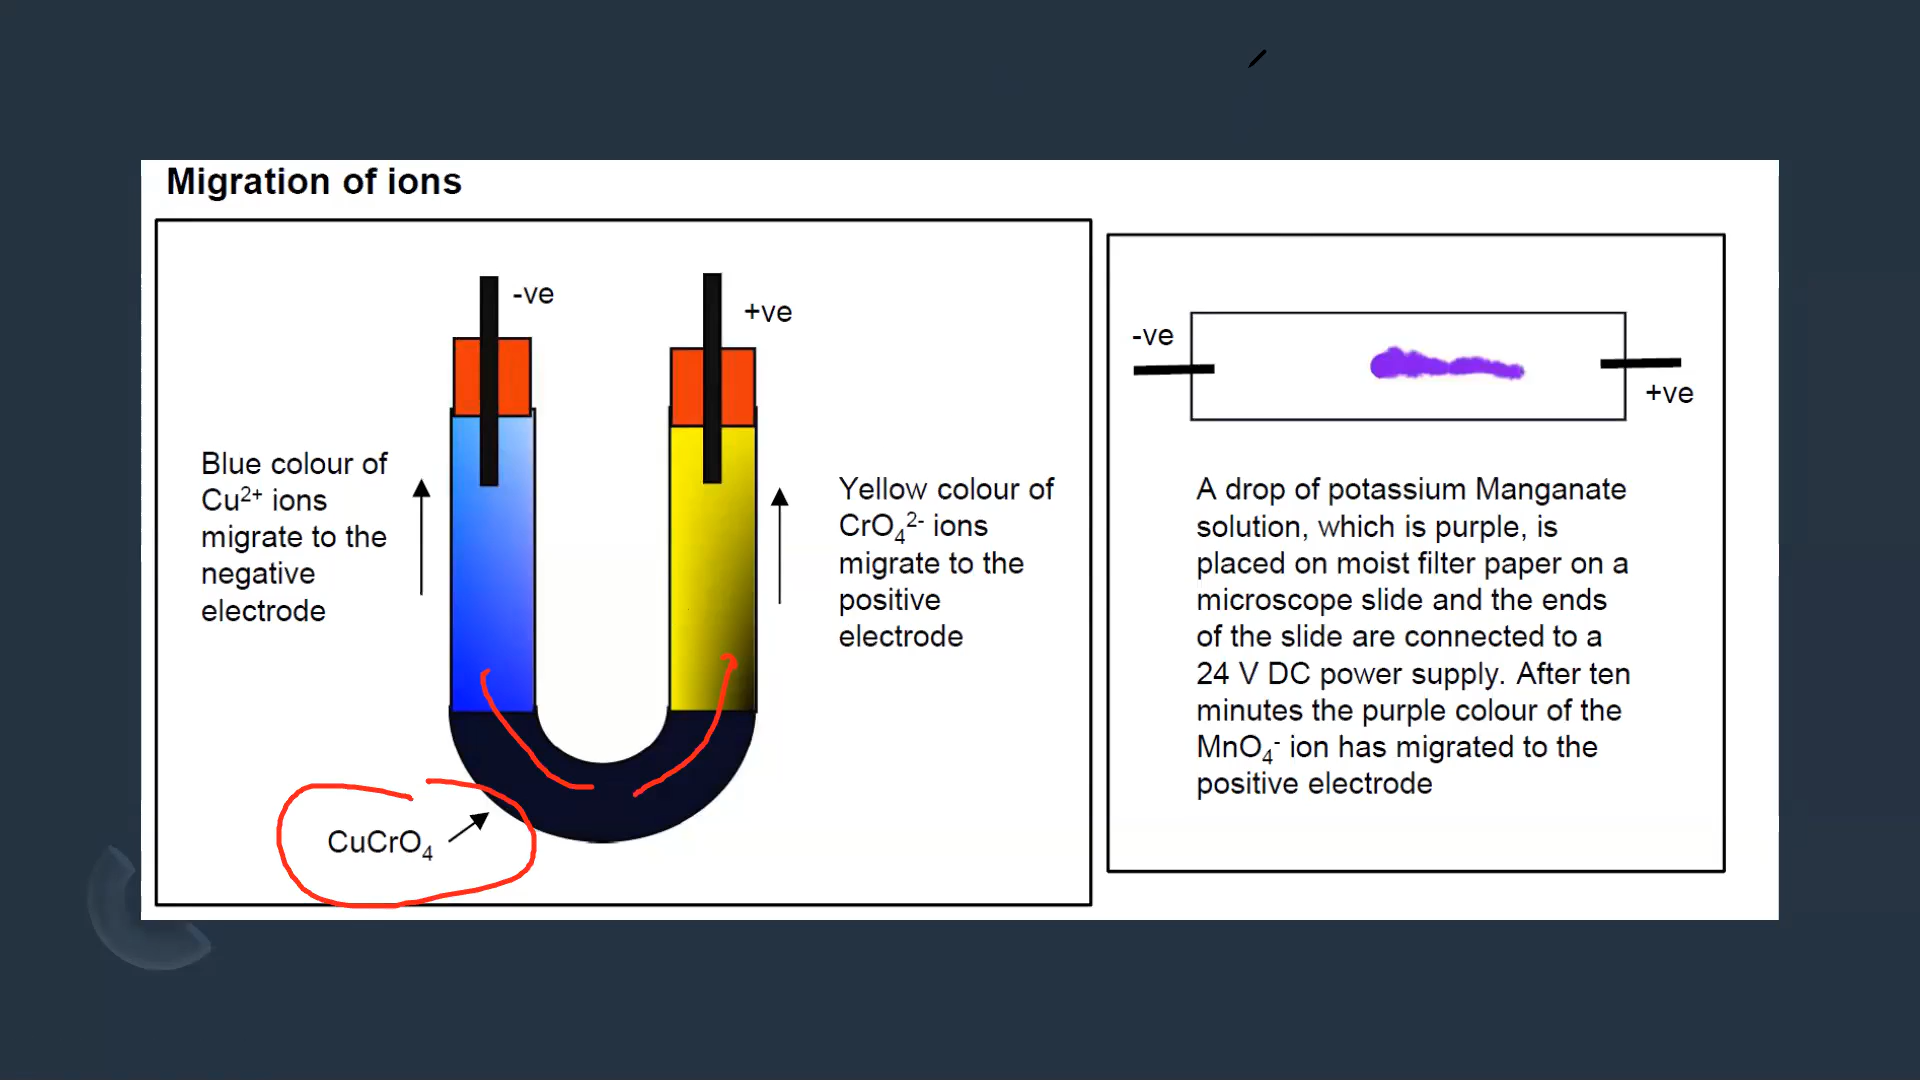 Migration of ions
-ve
+ve
Blue colour of
Cu²⁺ ions
migrate to the
negative
electrode
Yellow colour of
CrO₄²⁻ ions
migrate to the
positive
electrode
CuCrO₄
-ve
+ve
A drop of potassium Manganate
solution, which is purple, is
placed on moist filter paper on a
microscope slide and the ends
of the slide are connected to a
24 V DC power supply. After ten
minutes the purple colour of the
MnO₄⁻ ion has migrated to the
positive electrode